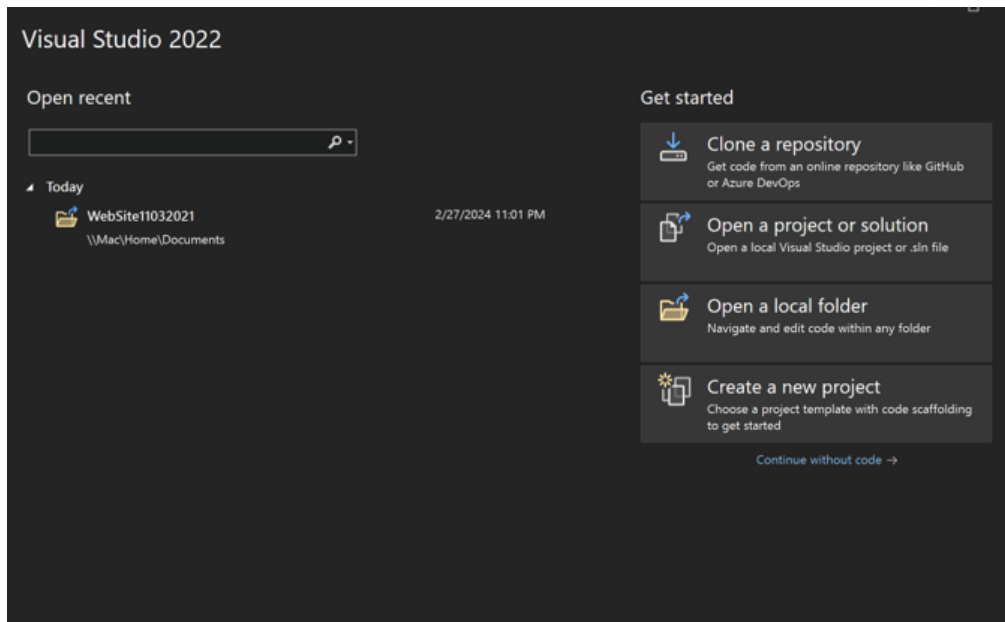 Visual Studio 2022
Open recent
Today
WebSite11032021
2/27/2024 11:01 PM
\\Mac\Home\Documents
Get started
Clone a repository
Get code from an online repository like GitHub
or Azure DevOps
Open a project or solution
Open a local Visual Studio project or .sln file
Open a local folder
Navigate and edit code within any folder
Create a new project
Choose a project template with code scaffolding
to get started
Continue without code →